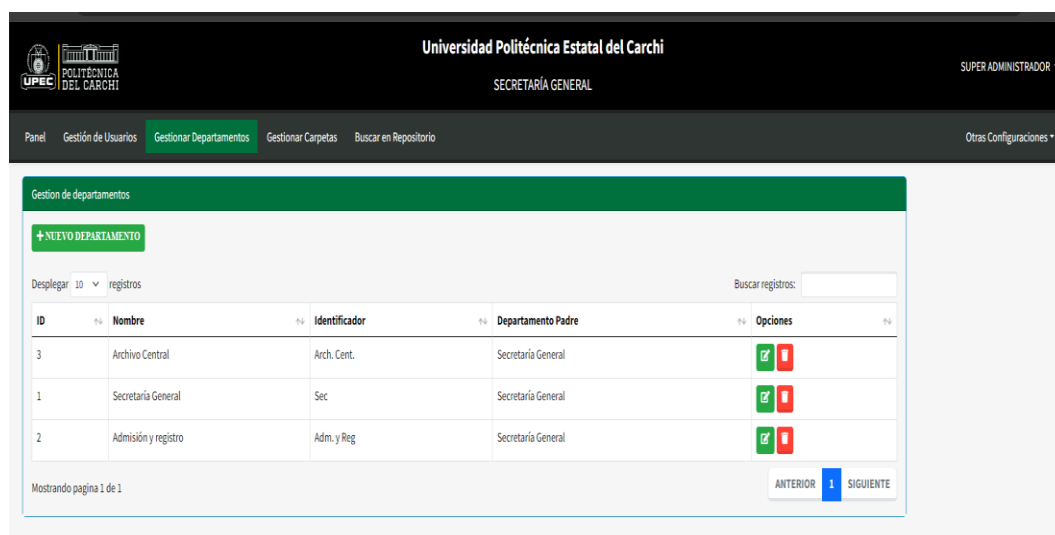 Universidad Politécnica Estatal del Carchi
UPEC POLITÉCNICA DEL CARCHI
SECRETARÍA GENERAL
SUPER ADMINISTRADOR
Panel Gestión de Usuarios Gestionar Departamentos Gestionar Carpetas Buscar en Repositorio Otras Configuraciones
Gestion de departamentos
+ NUEVO DEPARTAMENTO
Desplegar 10 registros Buscar registros:
ID Nombre Identificador Departamento Padre Opciones
3 Archivo Central Arch. Cent. Secretaría General
1 Secretaria General Sec Secretaría General
2 Admisión y registro Adm. y Reg Secretaría General
Mostrando pagina 1 de 1 ANTERIOR 1 SIGUIENTE